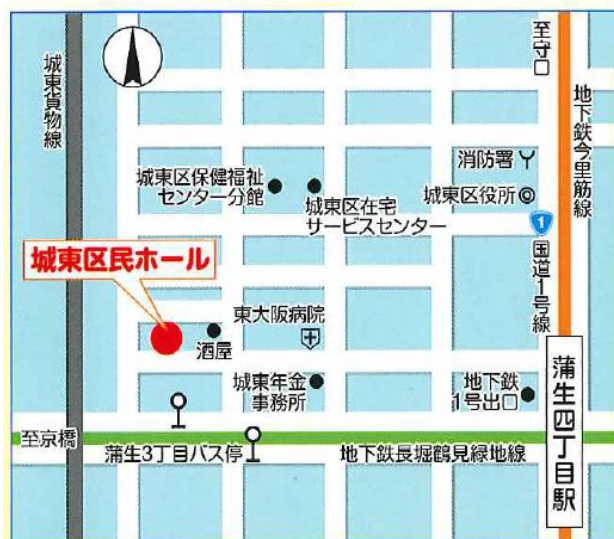 城東貨物線
至守口
地下鉄今里筋線
消防署
城東区保健福祉
センター分館
城東区役所
城東区在宅
サービスセンター
1
国道1号線
城東区民ホール
酒屋
東大阪病院
城東年金
事務所
地下鉄
1号出口
蒲生四丁目駅
至京橋
蒲生3丁目バス停
地下鉄長堀鶴見緑地線